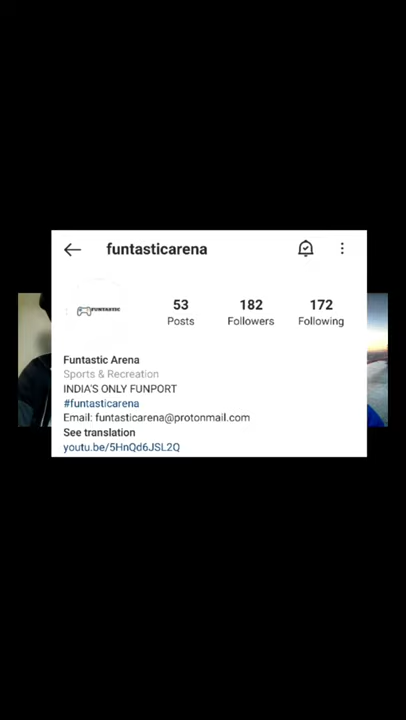 funtasticarena
FUNTASTIC
53 182 172
Posts Followers Following
Funtastic Arena
Sports & Recreation
INDIA'S ONLY FUNPORT
#funtasticarena
Email: funtasticarena@protonmail.com
See translation
youtu.be/5HnQd6JSL2Q